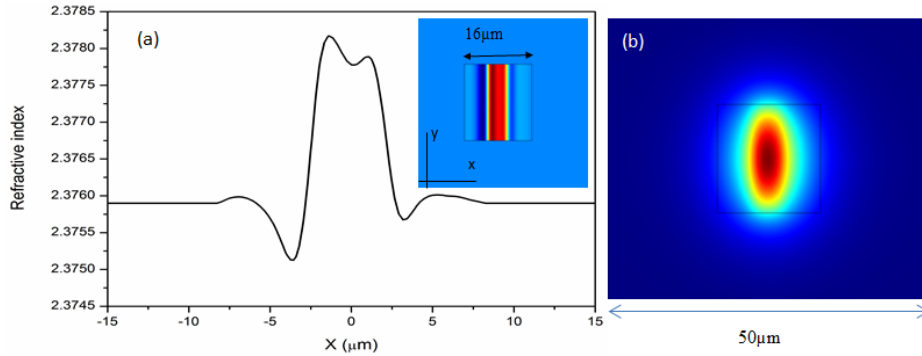 (a)
Refractive index
2.3785
2.3780
2.3775
2.3770
2.3765
2.3760
2.3755
2.3750
2.3745
-15
-10
-5
0
5
10
15
X (μm)
16μm
y
x
(b)
50μm